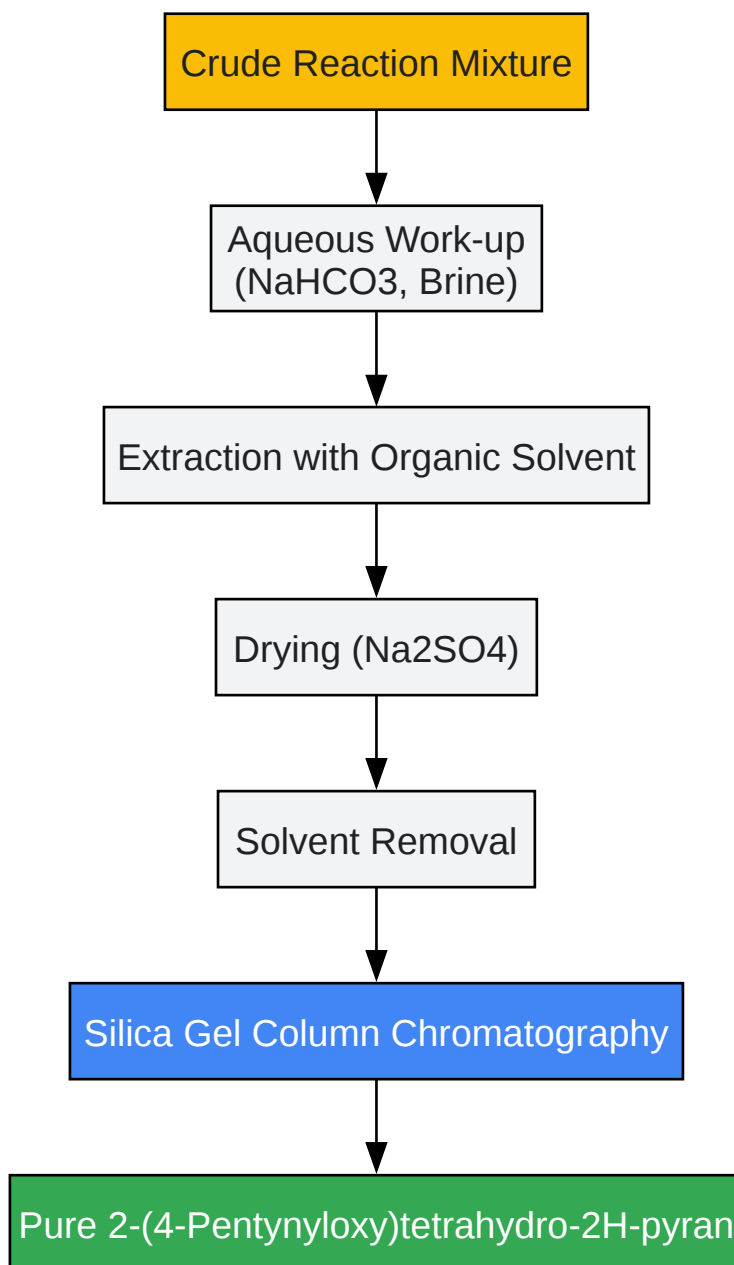 Crude Reaction Mixture
Aqueous Work-up
(NaHCO3, Brine)
Extraction with Organic Solvent
Drying (Na2SO4)
Solvent Removal
Silica Gel Column Chromatography
Pure 2-(4-Pentynyloxy)tetrahydro-2H-pyran